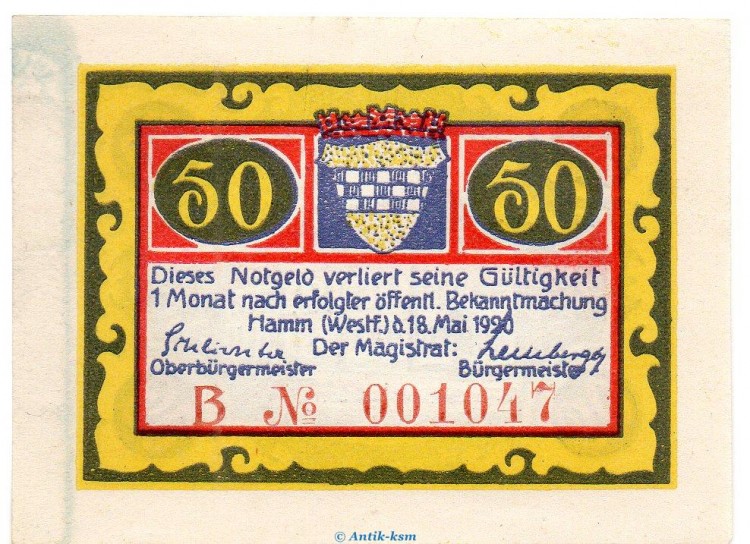 50 50
Dieses Notgeld verliert seine Gültigkeit
1 Monat nach erfolgter öffentl. Bekanntmachung
Hamm (Westf.) d. 18. Mai 1920
Der Magistrat:
Oberbürgermeister Bürgermeister
B № 001047
© Antik-ksm